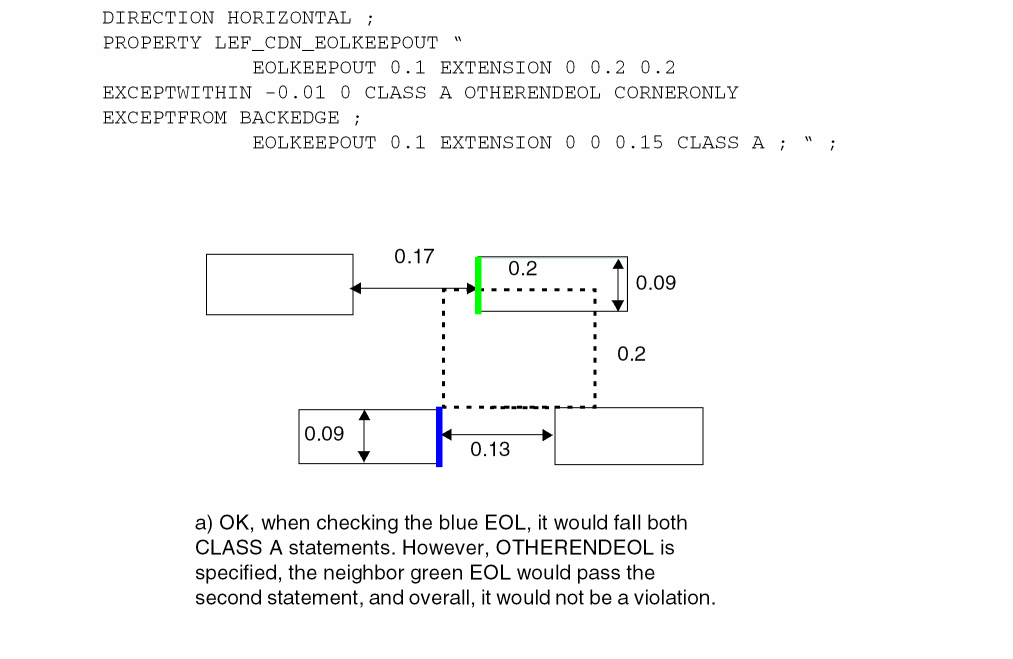 DIRECTION HORIZONTAL ;
PROPERTY LEF_CDN_EOLKEEPOUT “
EOLKEEPOUT 0.1 EXTENSION 0 0.2 0.2
EXCEPTWITHIN -0.01 0 CLASS A OTHERENDEOL CORNERONLY
EXCEPTFROM BACKEDGE ;
EOLKEEPOUT 0.1 EXTENSION 0 0 0.15 CLASS A ; “ ;
0.17
0.2
0.09
0.2
0.09
0.13
a) OK, when checking the blue EOL, it would fall both
CLASS A statements. However, OTHERENDEOL is
specified, the neighbor green EOL would pass the
second statement, and overall, it would not be a violation.